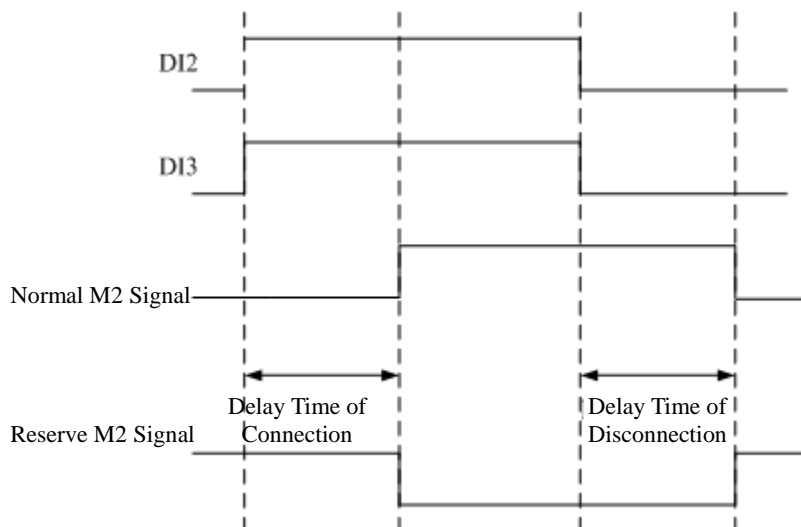 DI2
DI3
Normal M2 Signal
Delay Time of
Connection
Delay Time of
Disconnection
Reserve M2 Signal